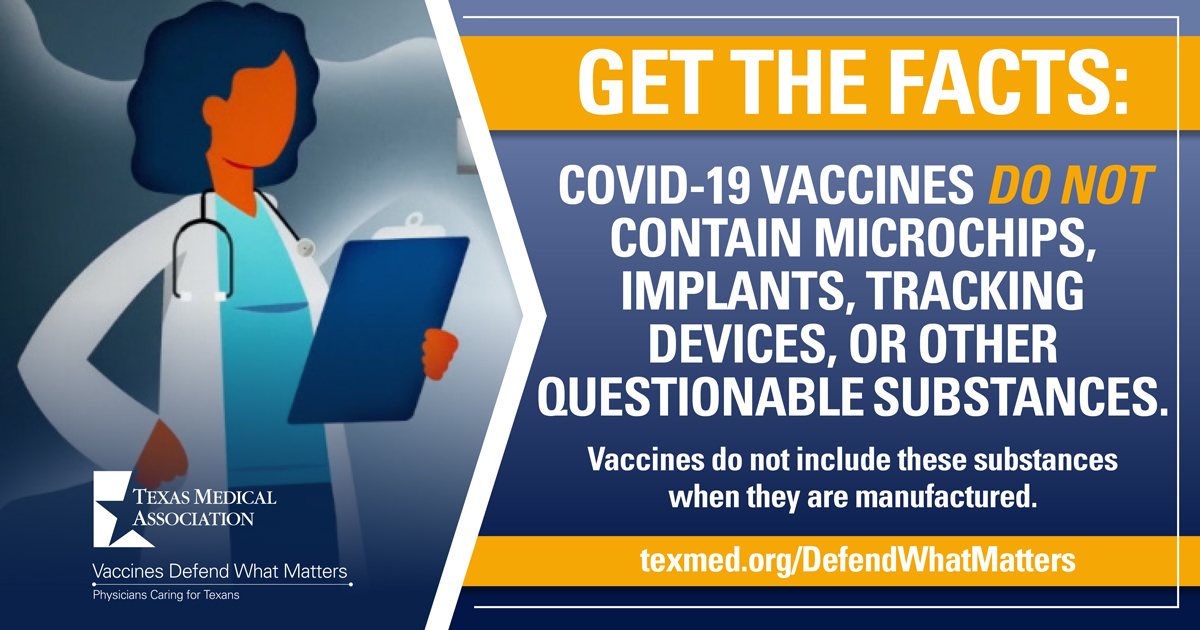 GET THE FACTS:
COVID-19 VACCINES DO NOT
CONTAIN MICROCHIPS,
IMPLANTS, TRACKING
DEVICES, OR OTHER
QUESTIONABLE SUBSTANCES.
Vaccines do not include these substances
when they are manufactured.
texmed.org/DefendWhatMatters
TEXAS MEDICAL
ASSOCIATION
Vaccines Defend What Matters
Physicians Caring for Texans